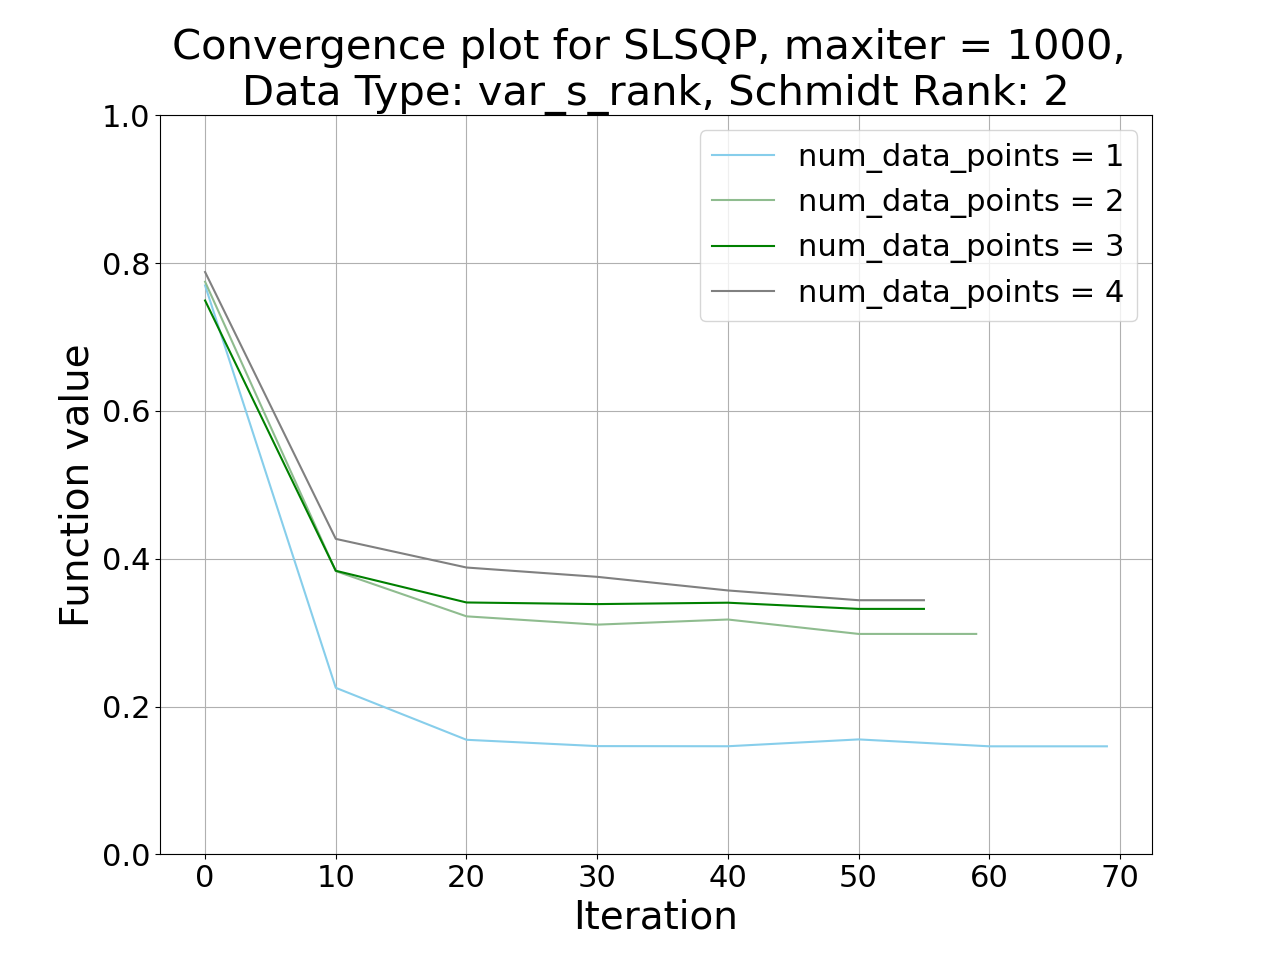 Convergence plot for SLSQP, maxiter = 1000,
Data Type: var_s_rank, Schmidt Rank: 2
num_data_points = 1
num_data_points = 2
num_data_points = 3
num_data_points = 4
Function value
1.0
0.8
0.6
0.4
0.2
0.0
0 10 20 30 40 50 60 70
Iteration